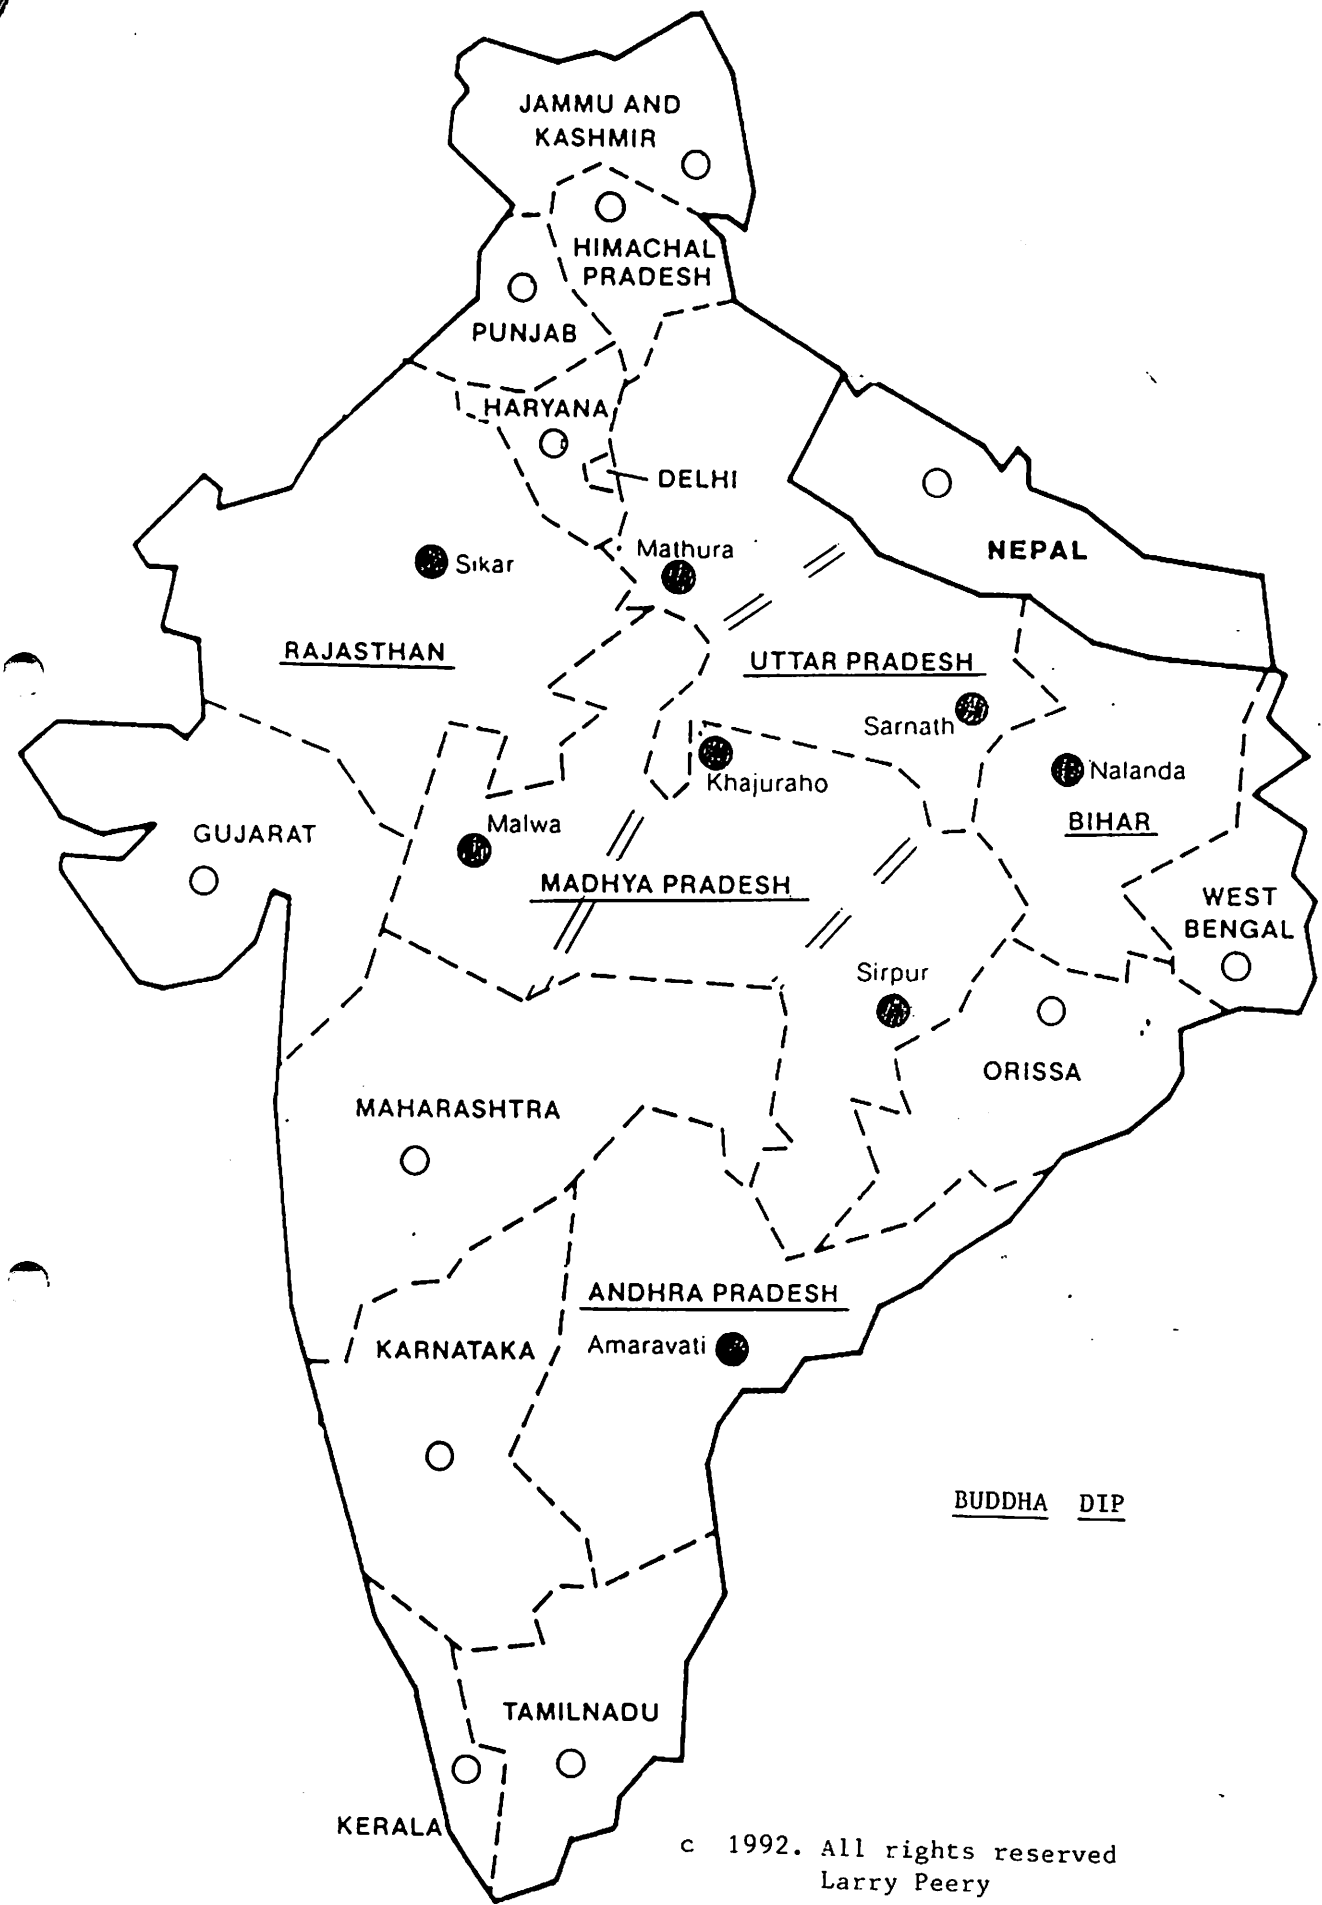 JAMMU AND
KASHMIR
HIMACHAL
PRADESH
PUNJAB
HARYANA
DELHI
NEPAL
Mathura
Sikar
RAJASTHAN
UTTAR PRADESH
Sarnath
Khajuraho
Nalanda
BIHAR
Malwa
GUJARAT
MADHYA PRADESH
WEST
BENGAL
Sirpur
ORISSA
MAHARASHTRA
ANDHRA PRADESH
Amaravati
KARNATAKA
BUDDHA DIP
TAMILNADU
KERALA
c 1992. All rights reserved
Larry Peery